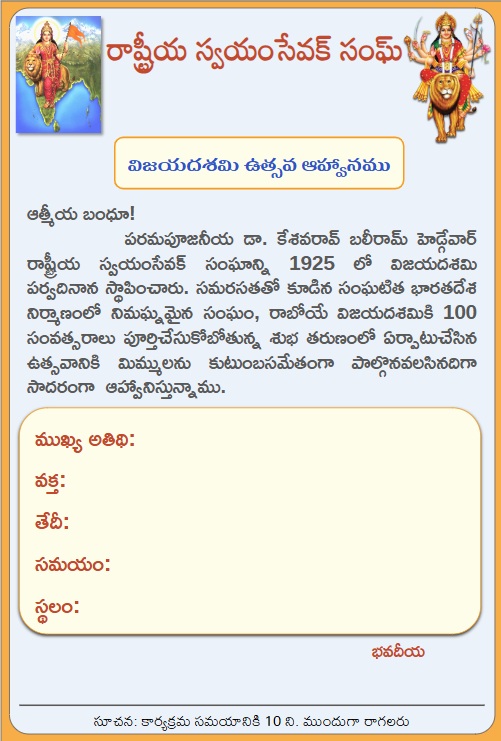 రాష్ట్రీయ స్వయంసేవక్ సంఘ్
విజయదశమి ఉత్సవ ఆహ్వానము
ఆత్మీయ బంధూ!
పరమపూజనీయ డా. కేశవరావ్ బలీరామ్ హెడ్గేవార్
రాష్ట్రీయ స్వయంసేవక్ సంఘాన్ని 1925 లో విజయదశమి
పర్వదినాన స్థాపించారు. సమరసతతో కూడిన సంఘటిత భారతదేశ
నిర్మాణంలో నిమఘ్నమైన సంఘం, రాబోయే విజయదశమికి 100
సంవత్సరాలు పూర్తిచేసుకోబోతున్న శుభ తరుణంలో ఏర్పాటుచేసిన
ఉత్సవానికి మిమ్ములను కుటుంబసమేతంగా పాల్గొనవలసినదిగా
సాదరంగా ఆహ్వానిస్తున్నాము.
ముఖ్య అతిథి:
వక్త:
తేదీ:
సమయం:
స్థలం:
భవదీయ
సూచన: కార్యక్రమ సమయానికి 10 ని. ముందుగా రాగలరు